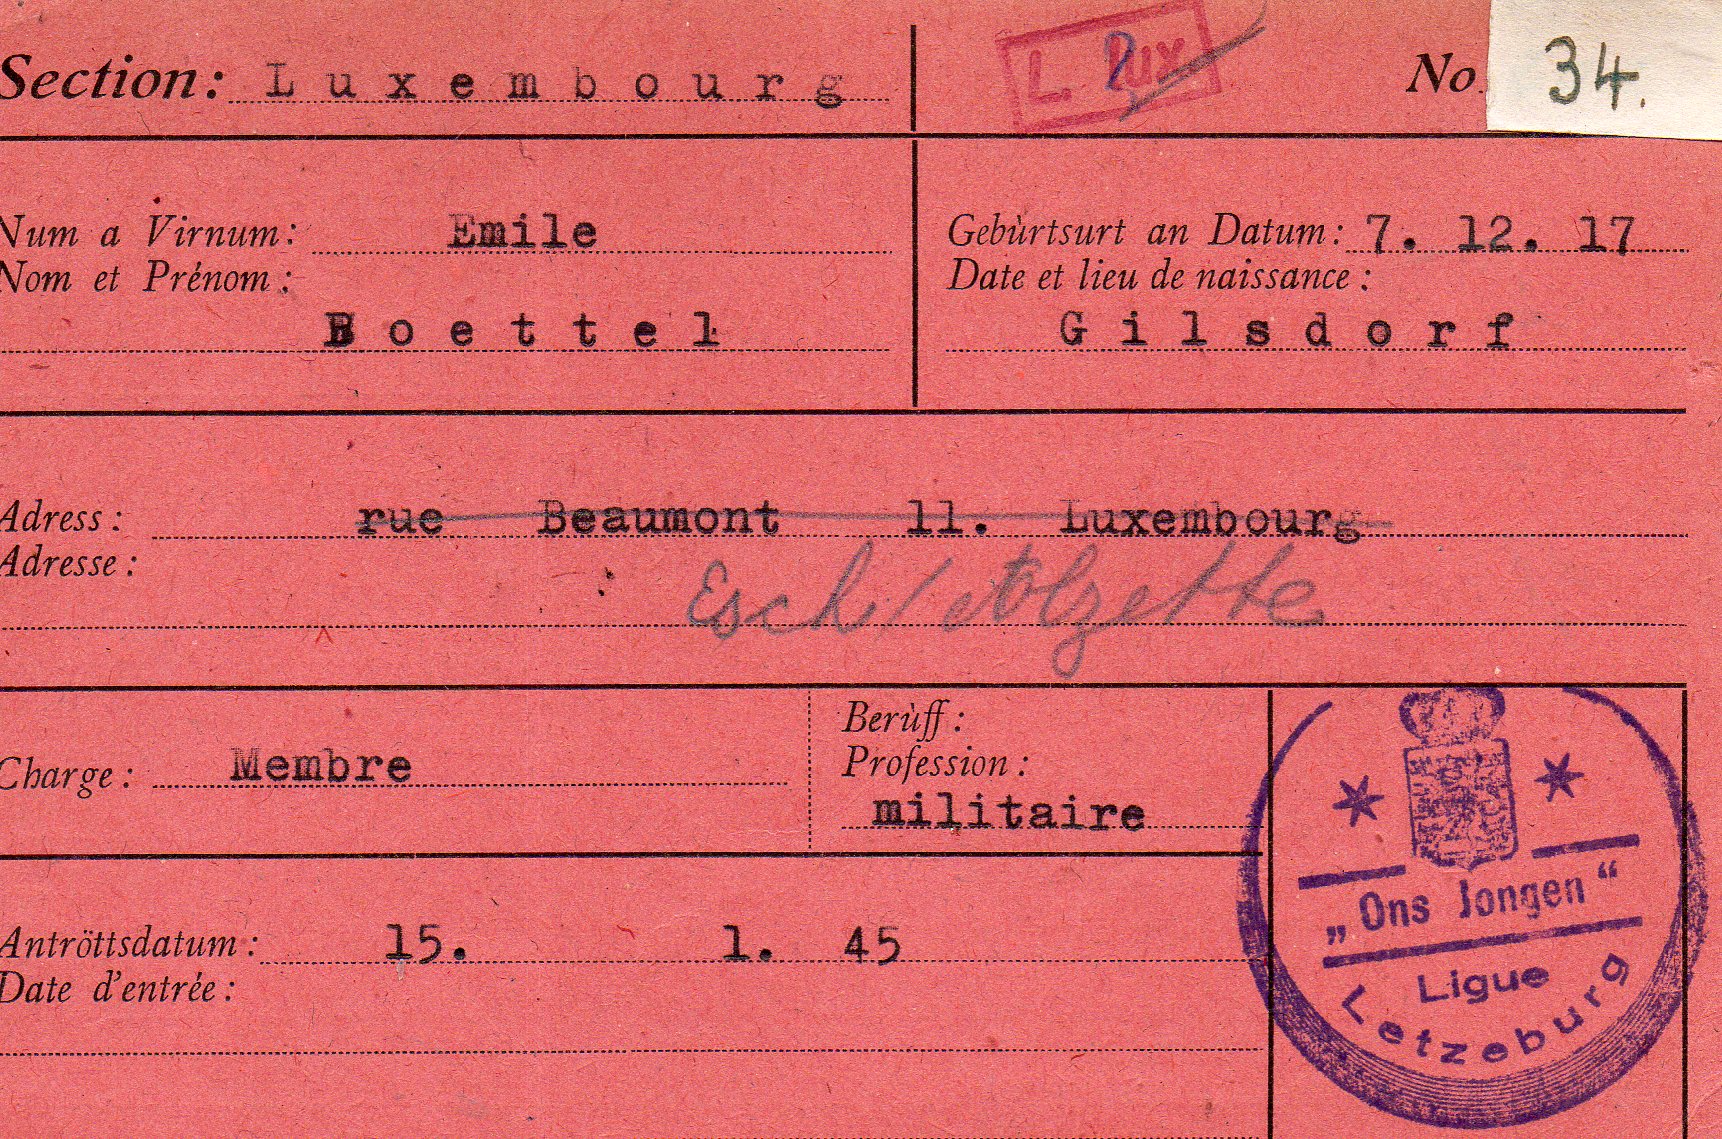 Section: Luxembourg
L. Lux
2
No. 34.
Num a Virnum: Emile
Nom et Prénom:
Boettel
Gebùrtsurt an Datum: 7. 12. 17
Date et lieu de naissance:
Gilsdorf
Adress: rue Beaumont 11. Luxembourg
Adresse:
Esch/Alzette
Charge: Membre
Berùff:
Profession:
militaire
Antröttsdatum: 15. 1. 45
Date d'entrée:
„Ons Jongen“
Ligue
Letzeburg